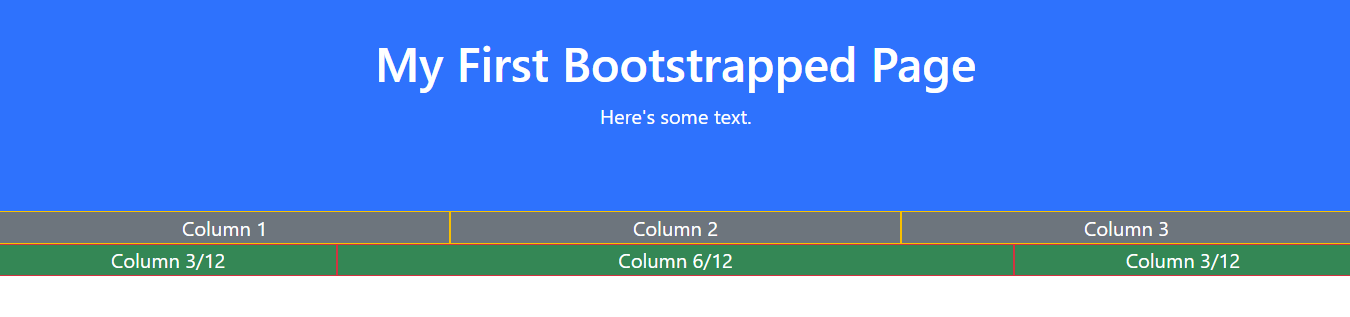 My First Bootstrapped Page
Here's some text.
Column 1 Column 2 Column 3
Column 3/12 Column 6/12 Column 3/12